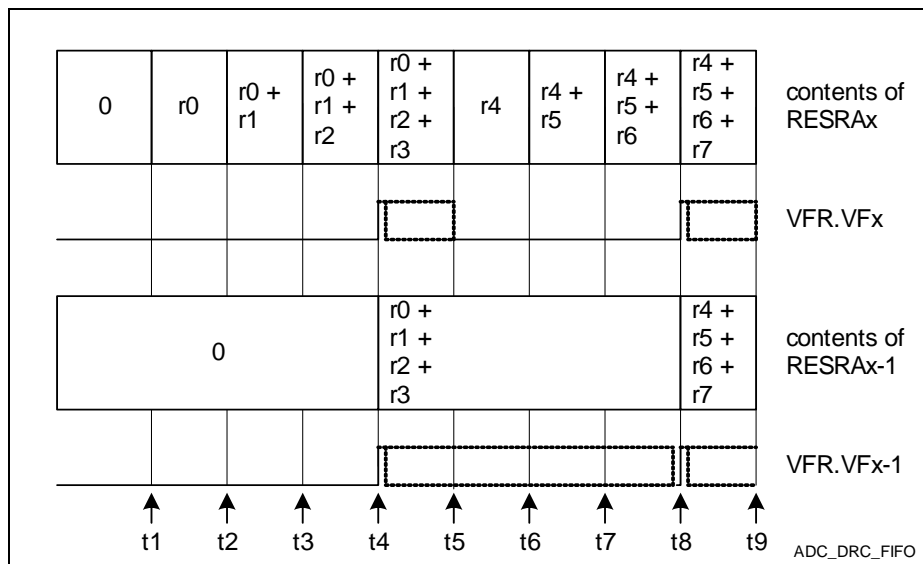 0
r0
r0 +
r1
r0 +
r1 +
r2
r0 +
r1 +
r2 +
r3
r4
r4 +
r5
r4 +
r5 +
r6
r4 +
r5 +
r6 +
r7
contents of
RESRAx
VFR.VFx
0
r0 +
r1 +
r2 +
r3
r4 +
r5 +
r6 +
r7
contents of
RESRAx-1
VFR.VFx-1
t1 t2 t3 t4 t5 t6 t7 t8 t9
ADC_DRC_FIFO